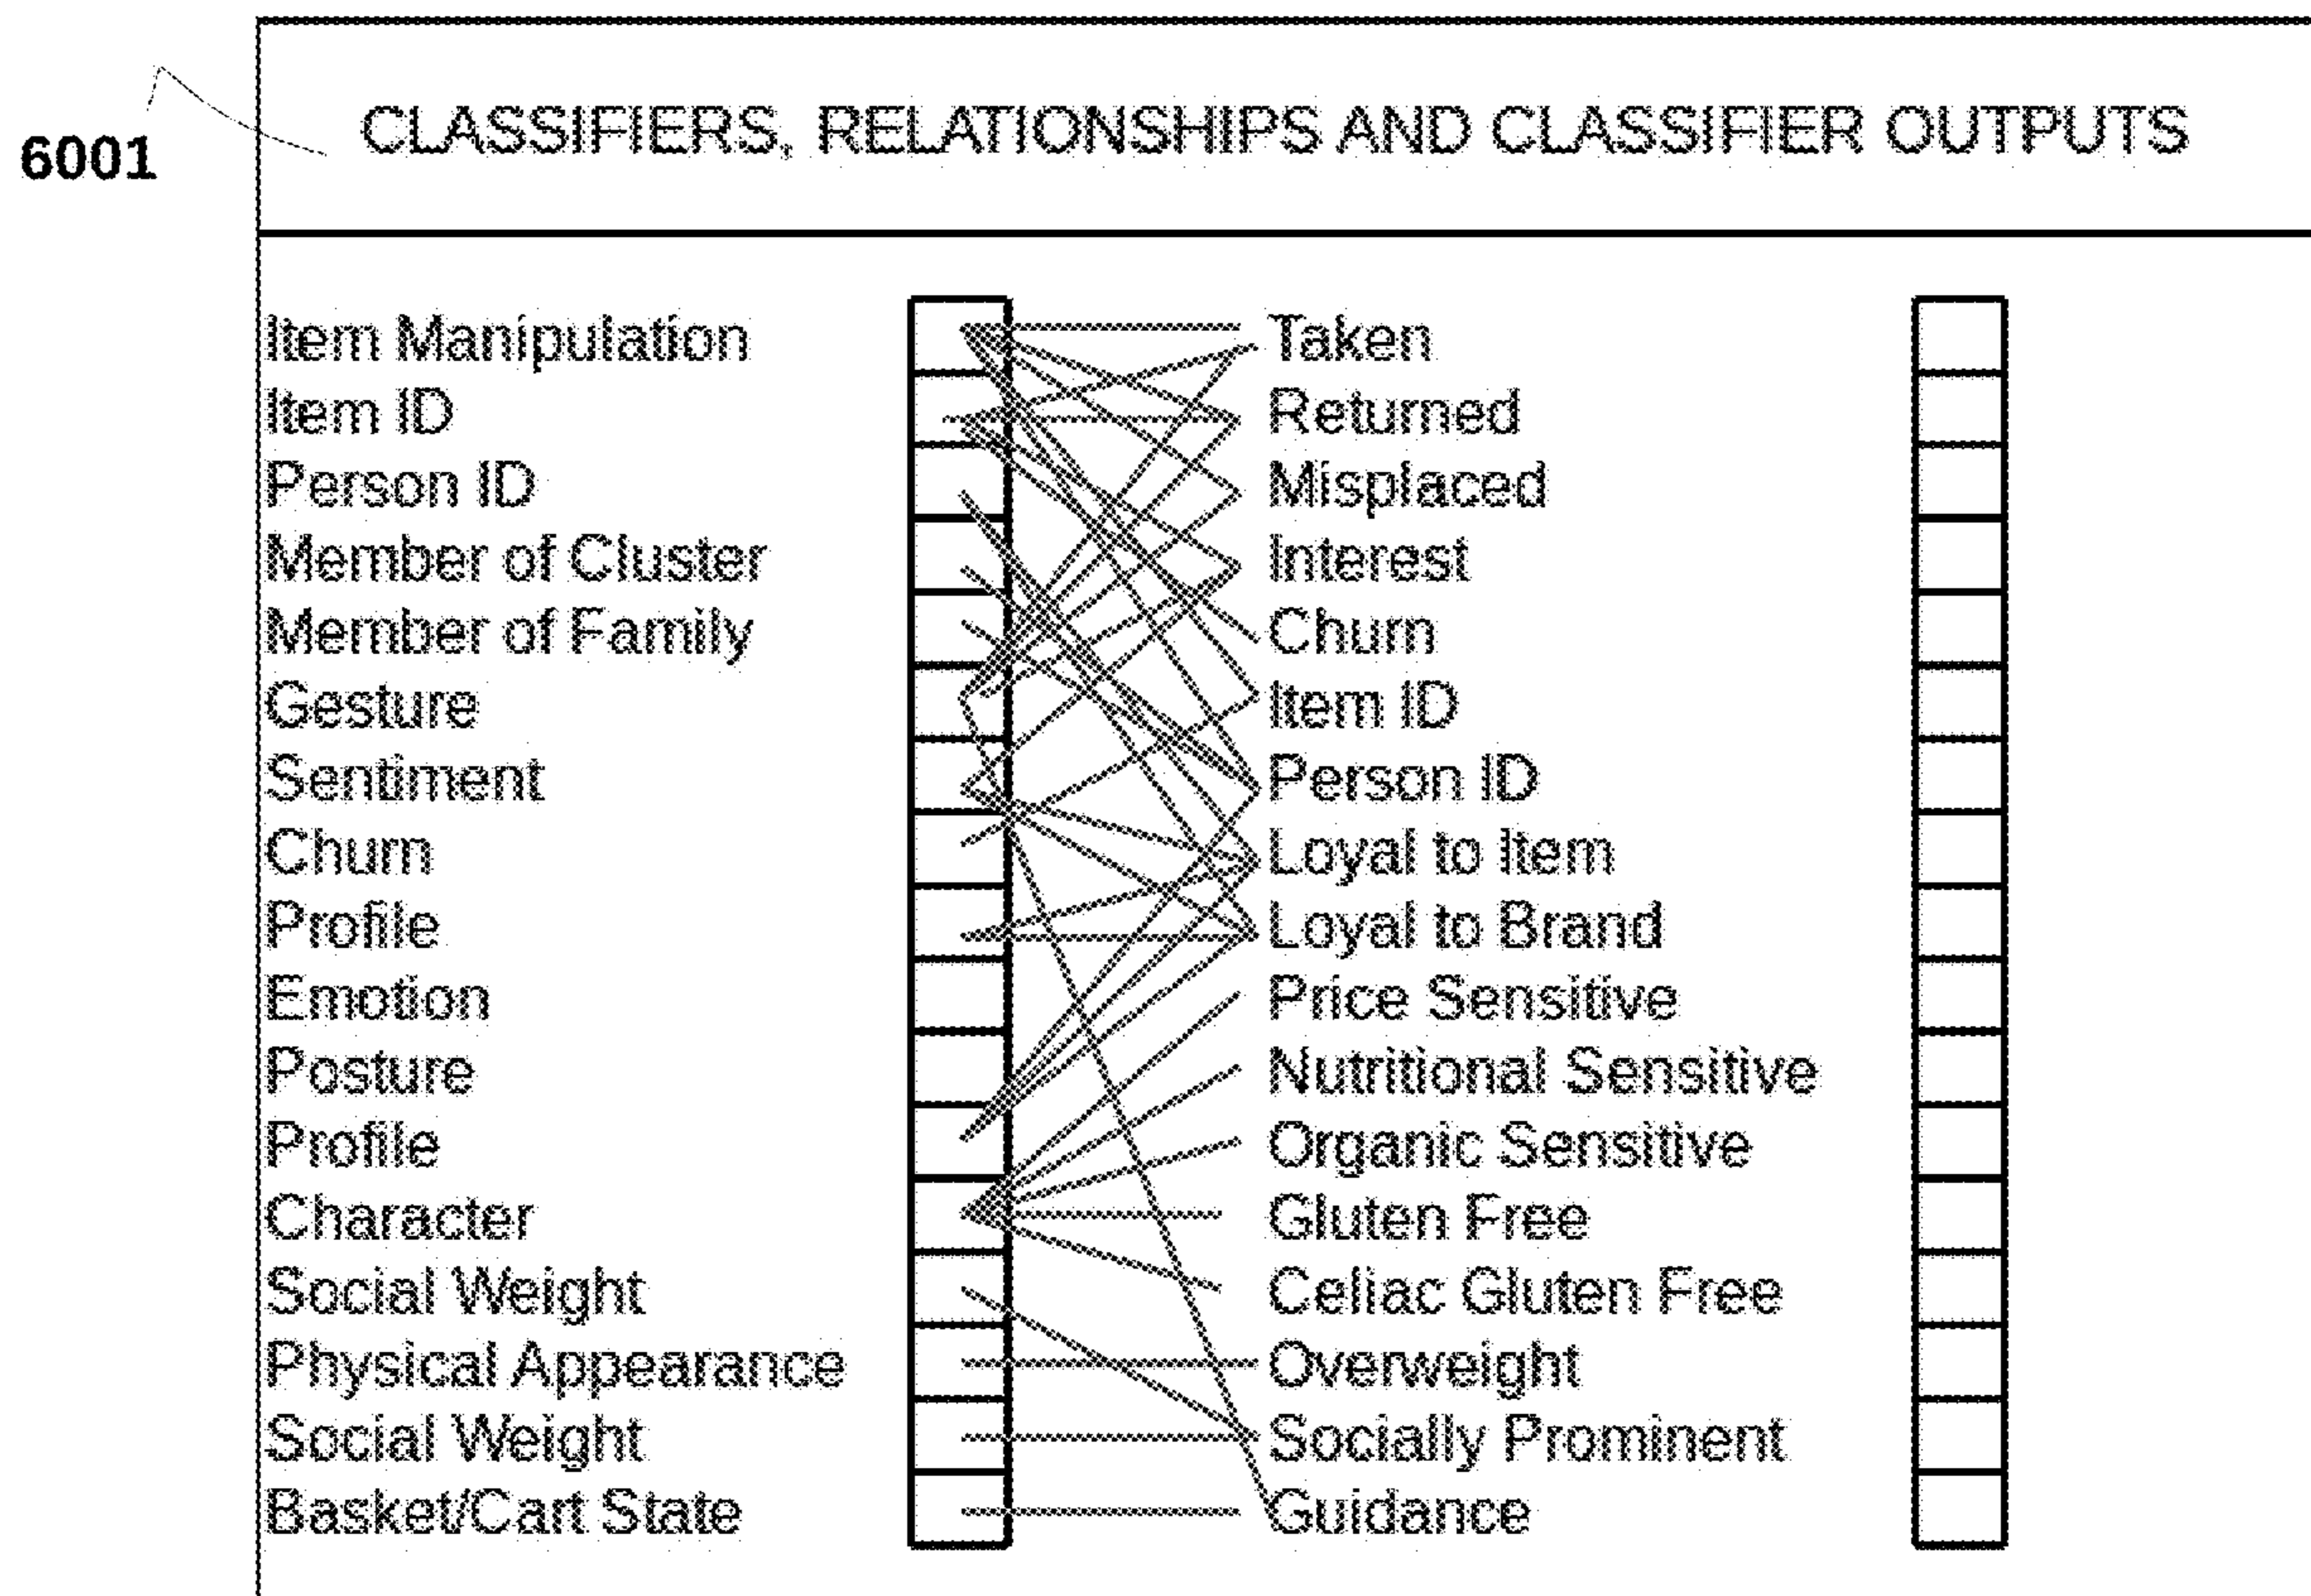 6001
CLASSIFIERS, RELATIONSHIPS AND CLASSIFIER OUTPUTS
Item Manipulation Taken
Item ID Returned
Person ID Misplaced
Member of Cluster Interest
Member of Family Churn
Gesture Item ID
Sentiment Person ID
Churn Loyal to Item
Profile Loyal to Brand
Emotion Price Sensitive
Posture Nutritional Sensitive
Profile Organic Sensitive
Character Gluten Free
Social Weight Celiac Gluten Free
Physical Appearance Overweight
Social Weight Socially Prominent
Basket/Cart State Guidance